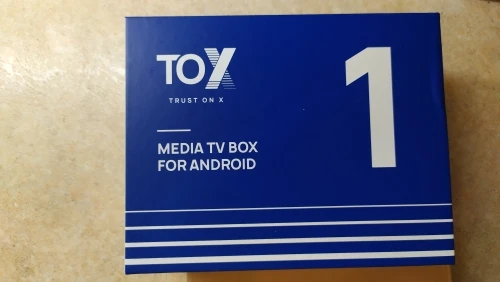 TOX
TRUST ON X
1
MEDIA TV BOX
FOR ANDROID